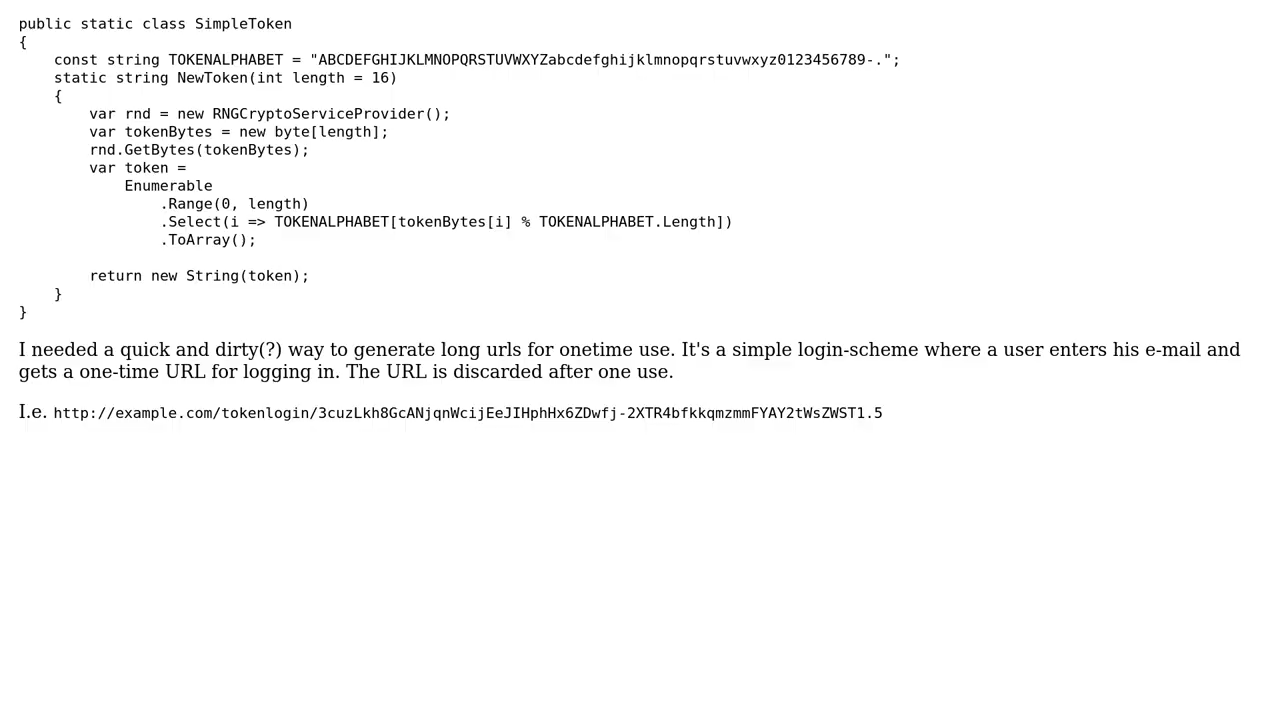 public static class SimpleToken
{
    const string TOKENALPHABET = "ABCDEFGHIJKLMNOPQRSTUVWXYZabcdefghijklmnopqrstuvwxyz0123456789-.";
    static string NewToken(int length = 16)
    {
        var rnd = new RNGCryptoServiceProvider();
        var tokenBytes = new byte[length];
        rnd.GetBytes(tokenBytes);
        var token =
            Enumerable
                .Range(0, length)
                .Select(i => TOKENALPHABET[tokenBytes[i] % TOKENALPHABET.Length])
                .ToArray();

        return new String(token);
    }
}
I needed a quick and dirty(?) way to generate long urls for onetime use. It's a simple login-scheme where a user enters his e-mail and
gets a one-time URL for logging in. The URL is discarded after one use.
I.e. http://example.com/tokenlogin/3cuzLkh8GcANjqnWcijEeJIHphHx6ZDwfj-2XTR4bfkkqmzmmFYAY2tWsZWST1.5